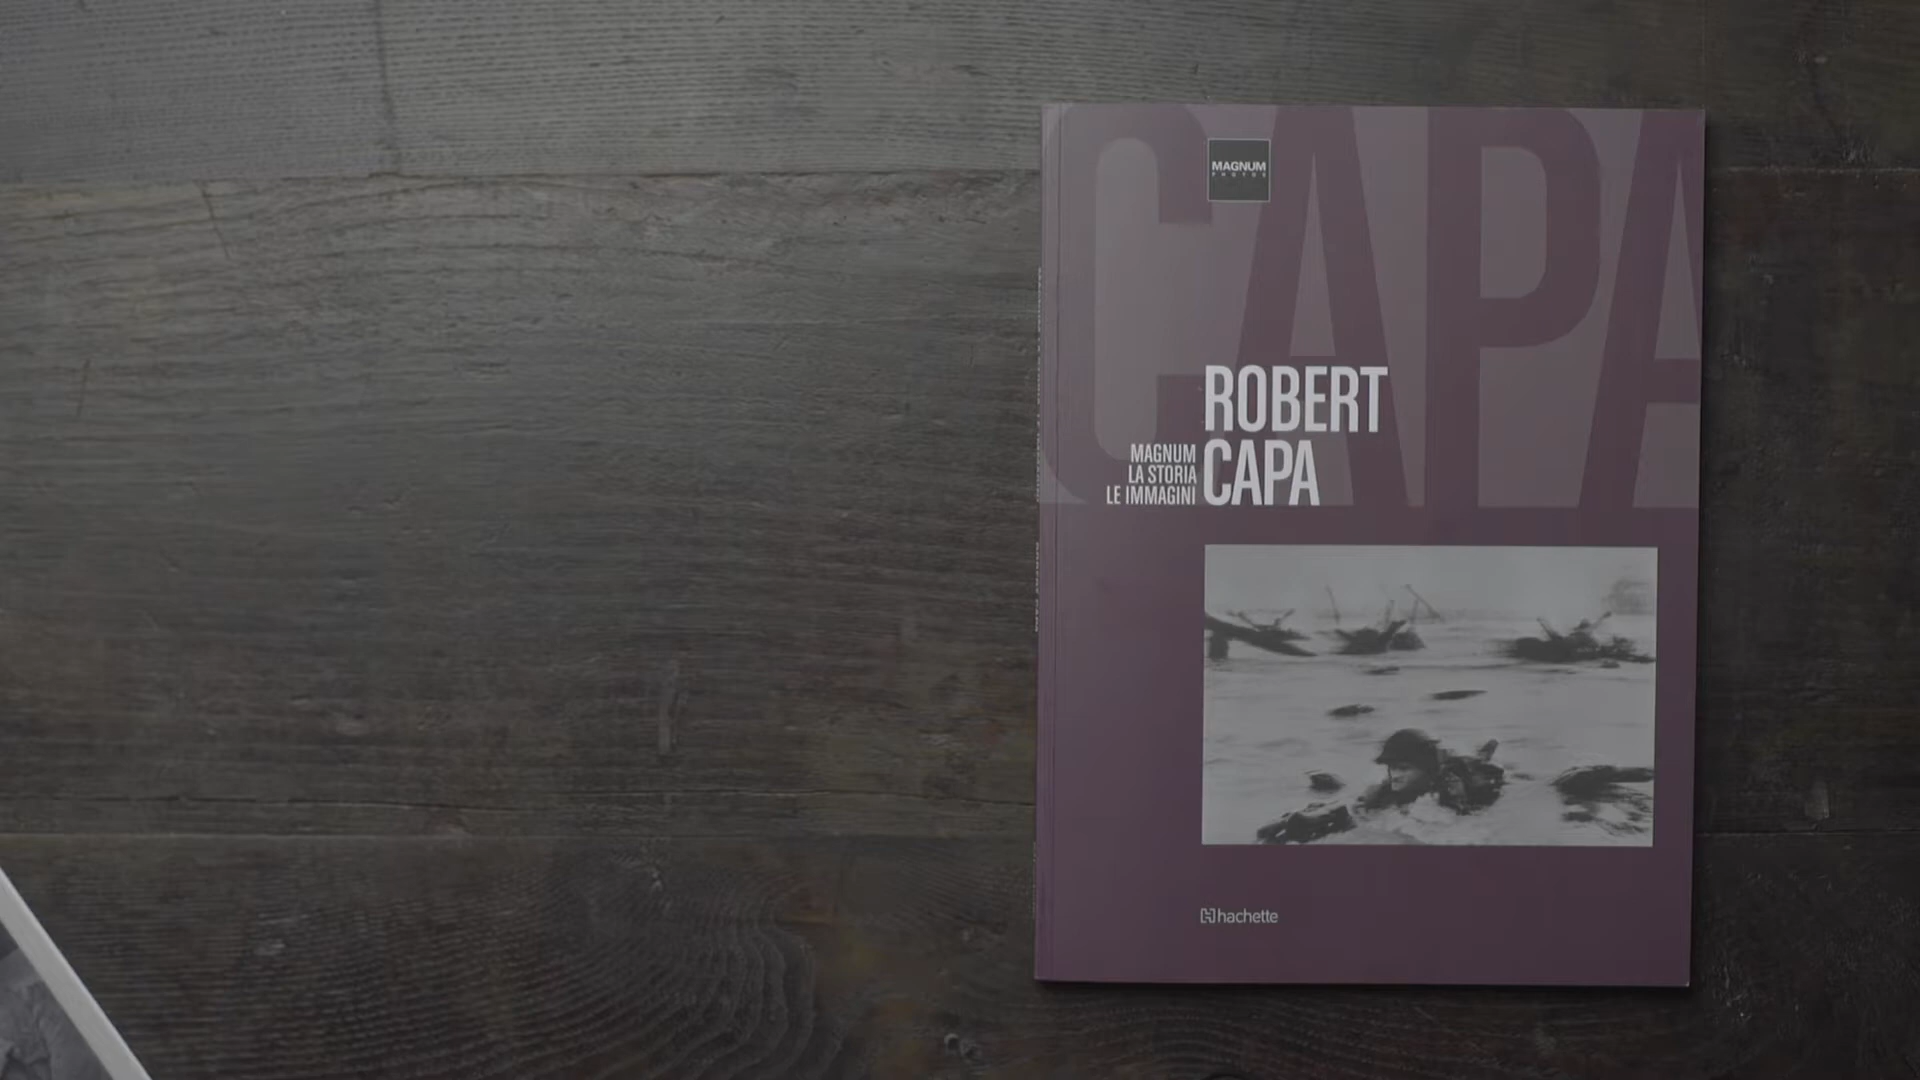 CAPA
MAGNUM
PHOTOS
ROBERT
CAPA
MAGNUM
LA STORIA
LE IMMAGINI
hachette